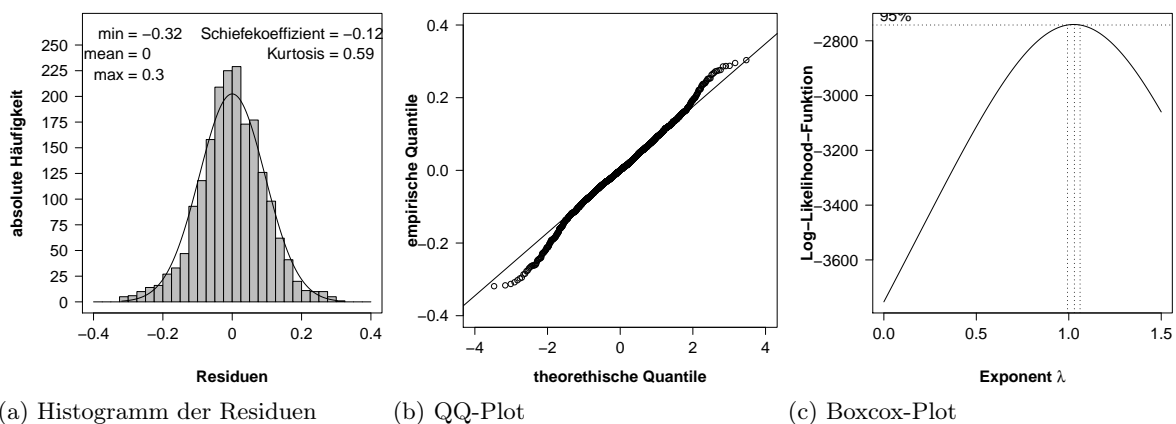 min = −0.32
mean = 0
max = 0.3
Schiefekoeffizient = −0.12
Kurtosis = 0.59
absolute Häufigkeit
250
225
200
175
150
125
100
75
50
25
0
−0.4
−0.2
0
0.2
0.4
Residuen
(a) Histogramm der Residuen
empirische Quantile
0.4
0.2
0.0
−0.2
−0.4
−4
−2
0
2
4
theorethische Quantile
(b) QQ-Plot
95%
Log−Likelihood−Funktion
−2800
−3000
−3200
−3400
−3600
0.0
0.5
1.0
1.5
Exponent λ
(c) Boxcox-Plot